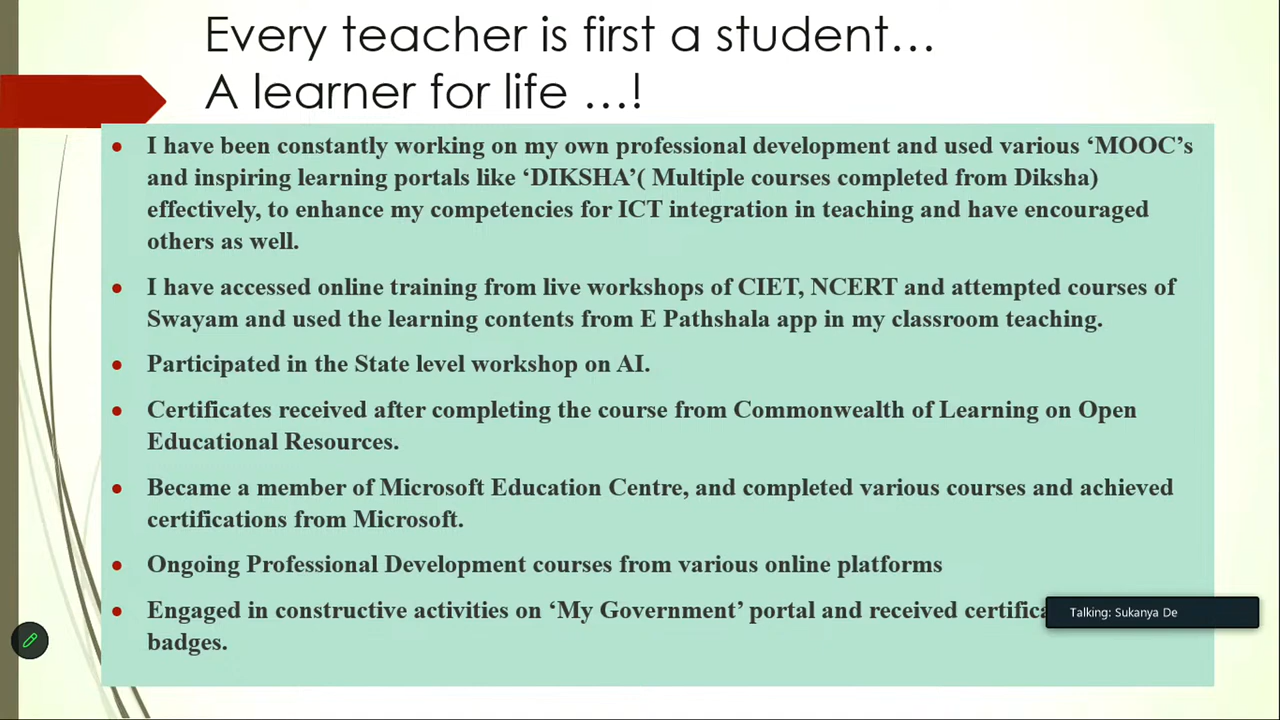 Every teacher is first a student…
A learner for life …!
I have been constantly working on my own professional development and used various ‘MOOC’s
and inspiring learning portals like ‘DIKSHA’( Multiple courses completed from Diksha)
effectively, to enhance my competencies for ICT integration in teaching and have encouraged
others as well.
I have accessed online training from live workshops of CIET, NCERT and attempted courses of
Swayam and used the learning contents from E Pathshala app in my classroom teaching.
Participated in the State level workshop on AI.
Certificates received after completing the course from Commonwealth of Learning on Open
Educational Resources.
Became a member of Microsoft Education Centre, and completed various courses and achieved
certifications from Microsoft.
Ongoing Professional Development courses from various online platforms
Engaged in constructive activities on ‘My Government’ portal and received
badges.
Talking: Sukanya De